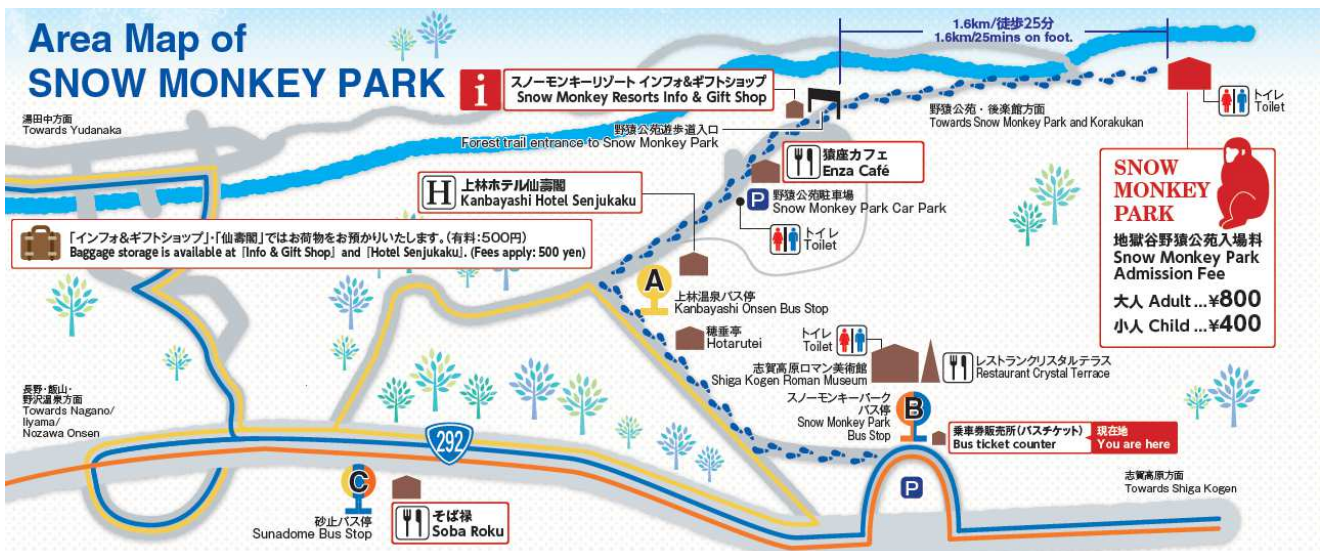 Area Map of
SNOW MONKEY PARK
1.6km/徒歩25分
1.6km/25mins on foot.
i
スノーモンキーリゾート インフォ&ギフトショップ
Snow Monkey Resorts Info & Gift Shop
トイレ
Toilet
湯田中方面
Towards Yudanaka
野猿公苑・後楽館方面
Towards Snow Monkey Park and Korakukan
野猿公苑遊歩道入口
Forest trail entrance to Snow Monkey Park
猿座カフェ
Enza Café
H
上林ホテル仙壽閣
Kanbayashi Hotel Senjukaku
P
野猿公苑駐車場
Snow Monkey Park Car Park
トイレ
Toilet
SNOW
MONKEY
PARK
地獄谷野猿公苑入場料
Snow Monkey Park
Admission Fee
大人 Adult ...¥800
小人 Child ...¥400
「インフォ&ギフトショップ」・「仙壽閣」ではお荷物をお預かりいたします。(有料:500円)
Baggage storage is available at 「Info & Gift Shop」 and 「Hotel Senjukaku」. (Fees apply: 500 yen)
A
上林温泉バス停
Kanbayashi Onsen Bus Stop
穂垂亭
Hotarutei
トイレ
Toilet
志賀高原ロマン美術館
Shiga Kogen Roman Museum
レストランクリスタルテラス
Restaurant Crystal Terrace
長野・飯山・
野沢温泉方面
Towards Nagano/
Iiyama/
Nozawa Onsen
スノーモンキーパーク
バス停
Snow Monkey Park
Bus Stop
B
乗車券販売所(バスチケット)
Bus ticket counter
現在地
You are here
292
P
C
砂止バス停
Sunadome Bus Stop
そば禄
Soba Roku
志賀高原方面
Towards Shiga Kogen